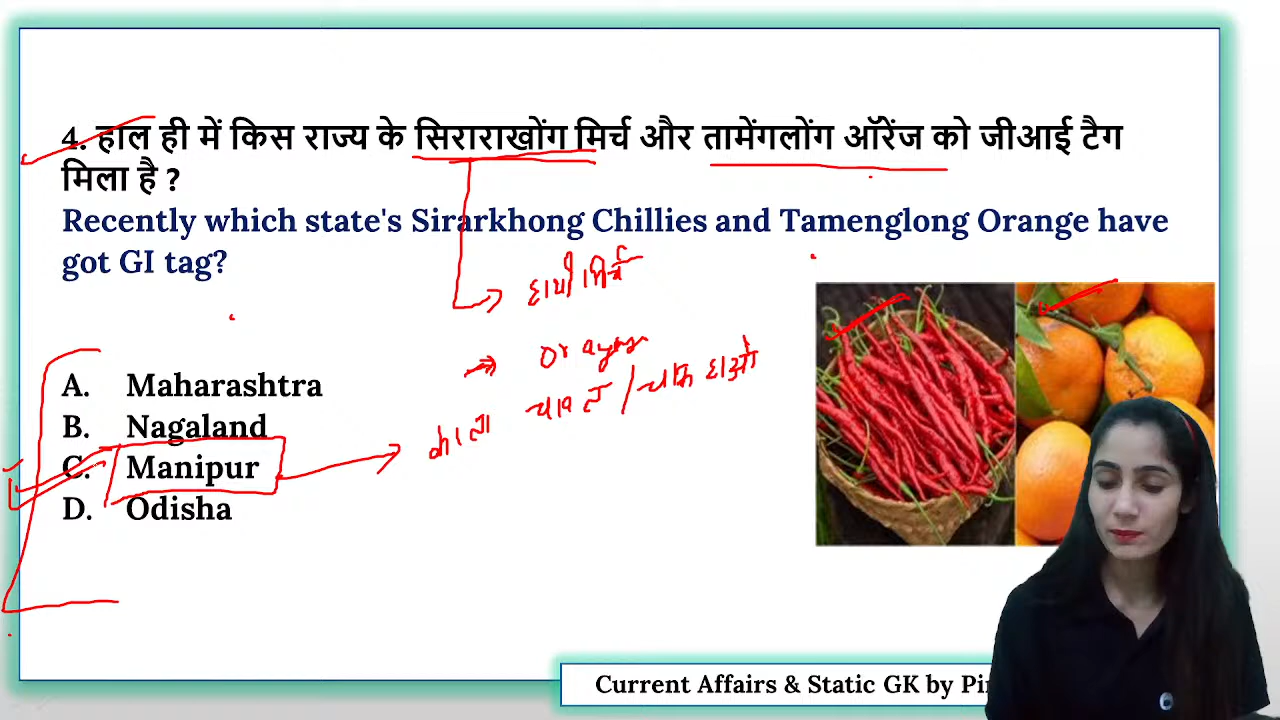 4. हाल ही में किस राज्य के सिराराखोंग मिर्च और तामेंगलोंग ऑरेंज को जीआई टैग
मिला है ?
Recently which state's Sirarkhong Chillies and Tamenglong Orange have
got GI tag?
हाथी मिर्च
A. Maharashtra
B. Nagaland
C. Manipur
D. Odisha
काला चावल /
Current Affairs & Static GK by